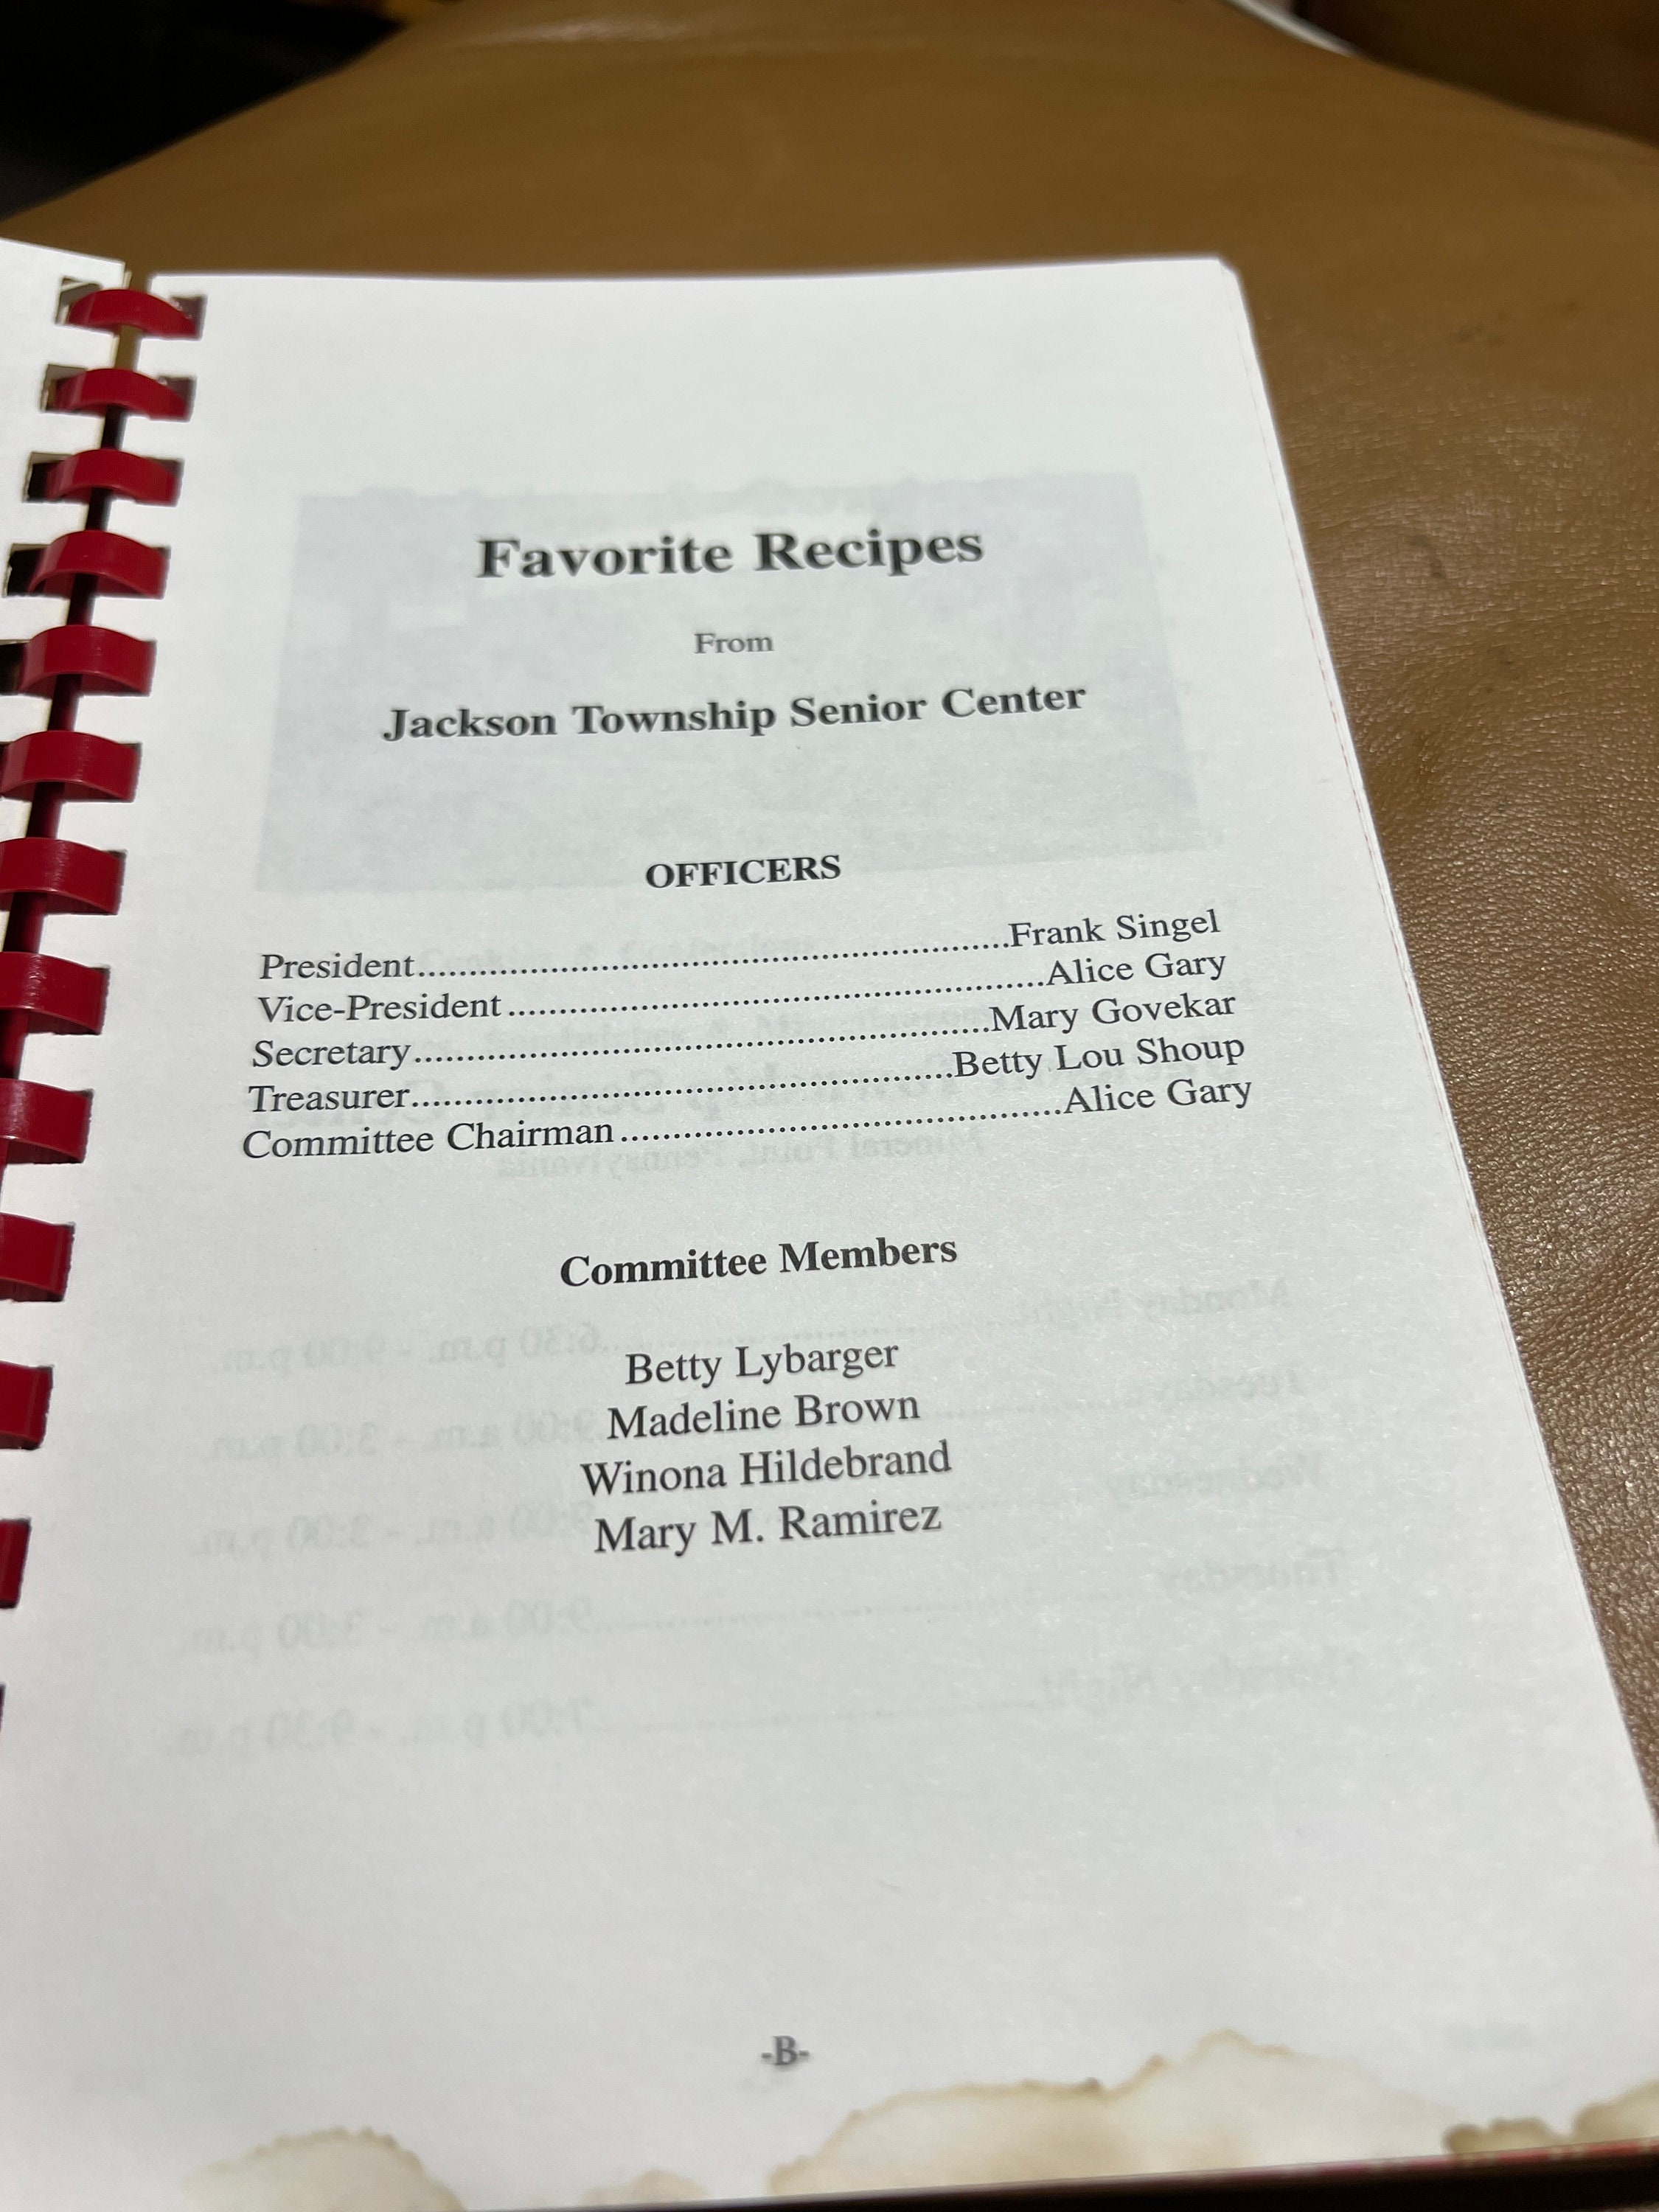 Favorite Recipes
From
Jackson Township Senior Center
OFFICERS
President..........................................................Frank Singel
Vice-President......................................................Alice Gary
Secretary.........................................................Mary Govekar
Treasurer......................................................Betty Lou Shoup
Committee Chairman............................................Alice Gary
Committee Members
Betty Lybarger
Madeline Brown
Winona Hildebrand
Mary M. Ramirez
-B-